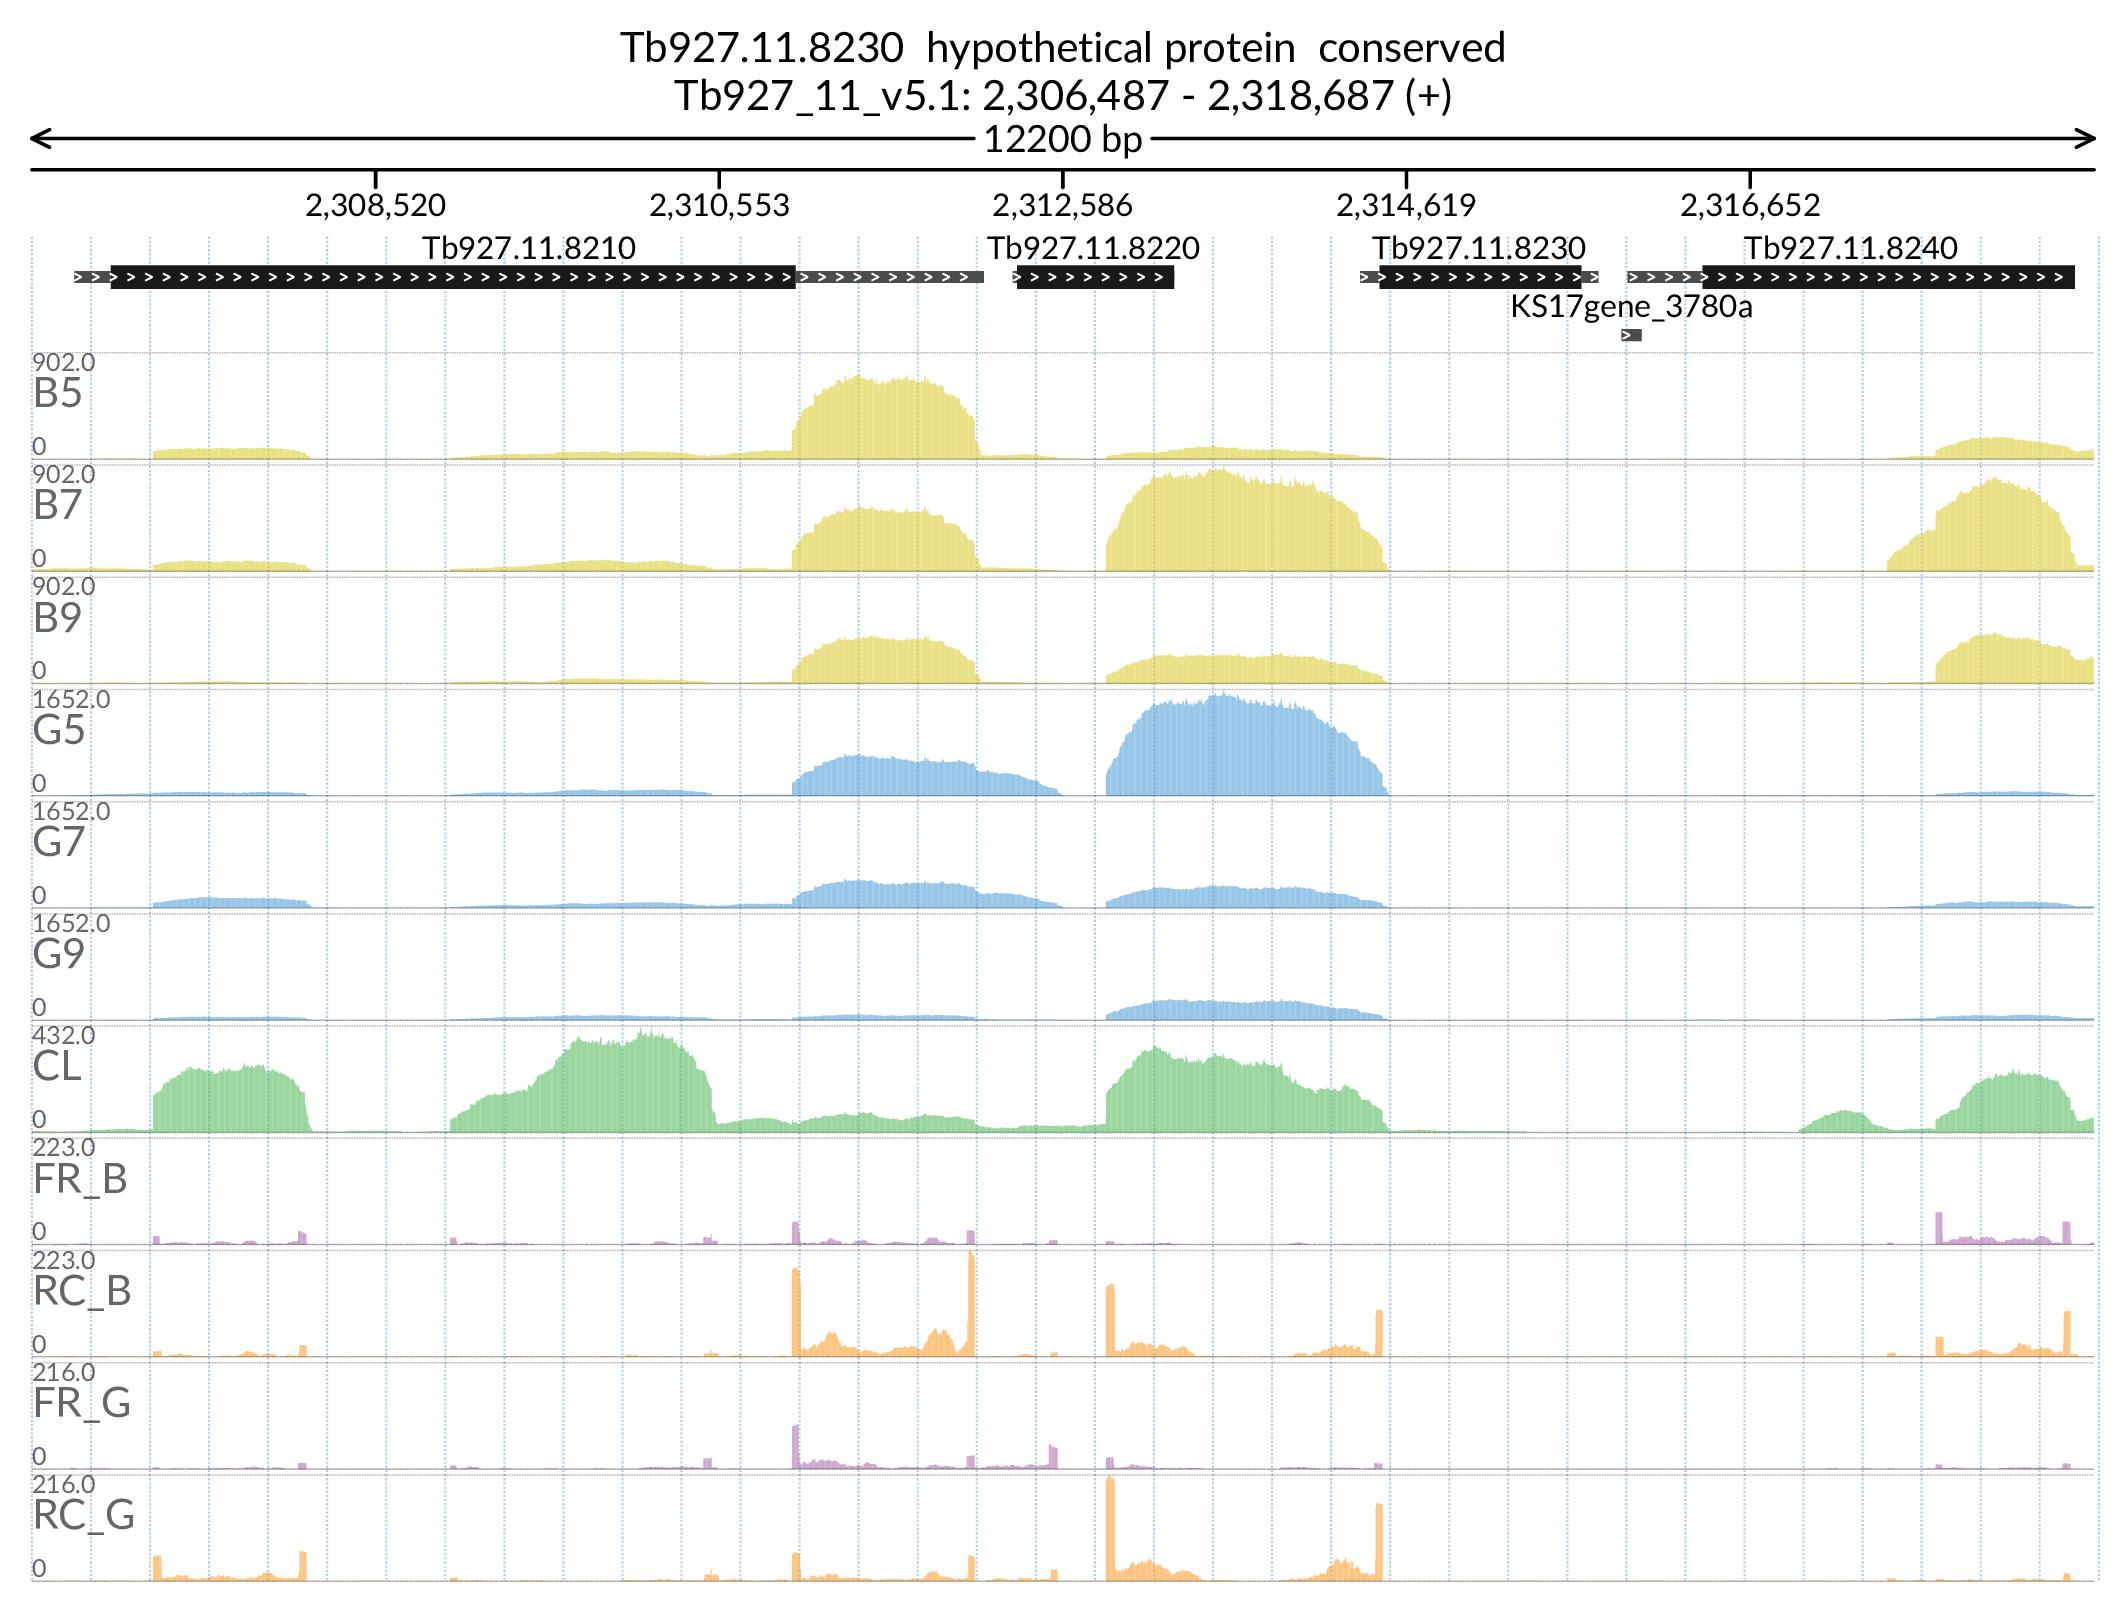 Tb927.11.8230  hypothetical protein  conserved
Tb927_11_v5.1: 2,306,487 - 2,318,687 (+)
12200 bp
2,308,520 2,310,553 2,312,586 2,314,619 2,316,652
Tb927.11.8210 Tb927.11.8220 Tb927.11.8230 Tb927.11.8240
KS17gene_3780a
902.0
B5
0
902.0
B7
0
902.0
B9
0
1652.0
G5
0
1652.0
G7
0
1652.0
G9
0
432.0
CL
0
223.0
FR_B
0
223.0
RC_B
0
216.0
FR_G
0
216.0
RC_G
0